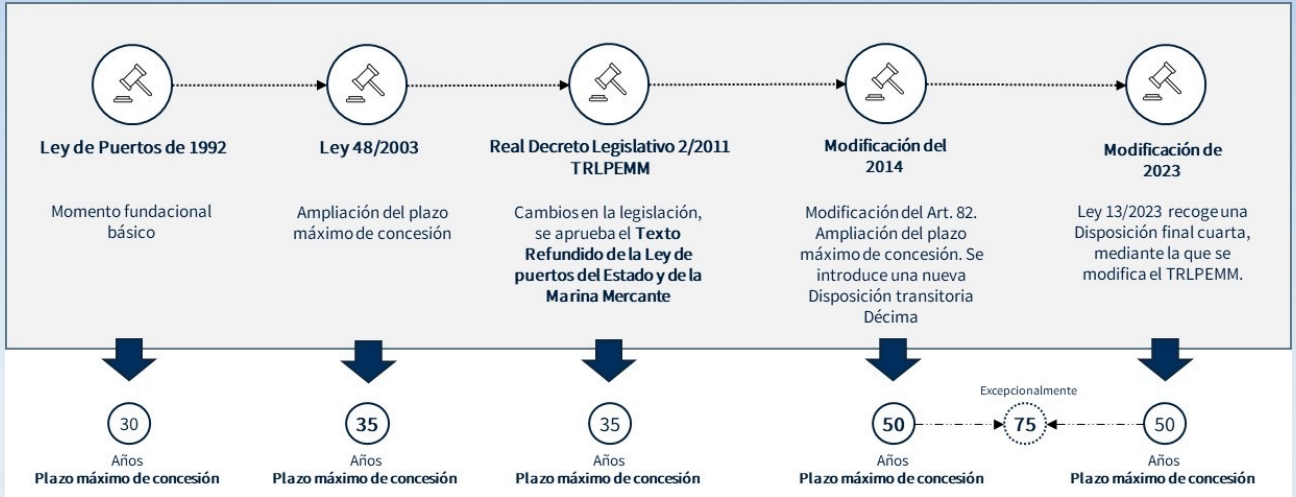 Ley de Puertos de 1992
Momento fundacional
básico
Ley 48/2003
Ampliación del plazo
máximo de concesión
Real Decreto Legislativo 2/2011
TRLPEMM
Cambios en la legislación,
se aprueba el Texto
Refundido de la Ley de
puertos del Estado y de la
Marina Mercante
Modificación del
2014
Modificación del Art. 82.
Ampliación del plazo
máximo de concesión. Se
introduce una nueva
Disposición transitoria
Décima
Modificación de
2023
Ley 13/2023 recoge una
Disposición final cuarta,
mediante la que se
modifica el TRLPEMM.
30
Años
Plazo máximo de concesión
35
Años
Plazo máximo de concesión
35
Años
Plazo máximo de concesión
50
Años
Plazo máximo de concesión
Excepcionalmente
75
50
Años
Plazo máximo de concesión